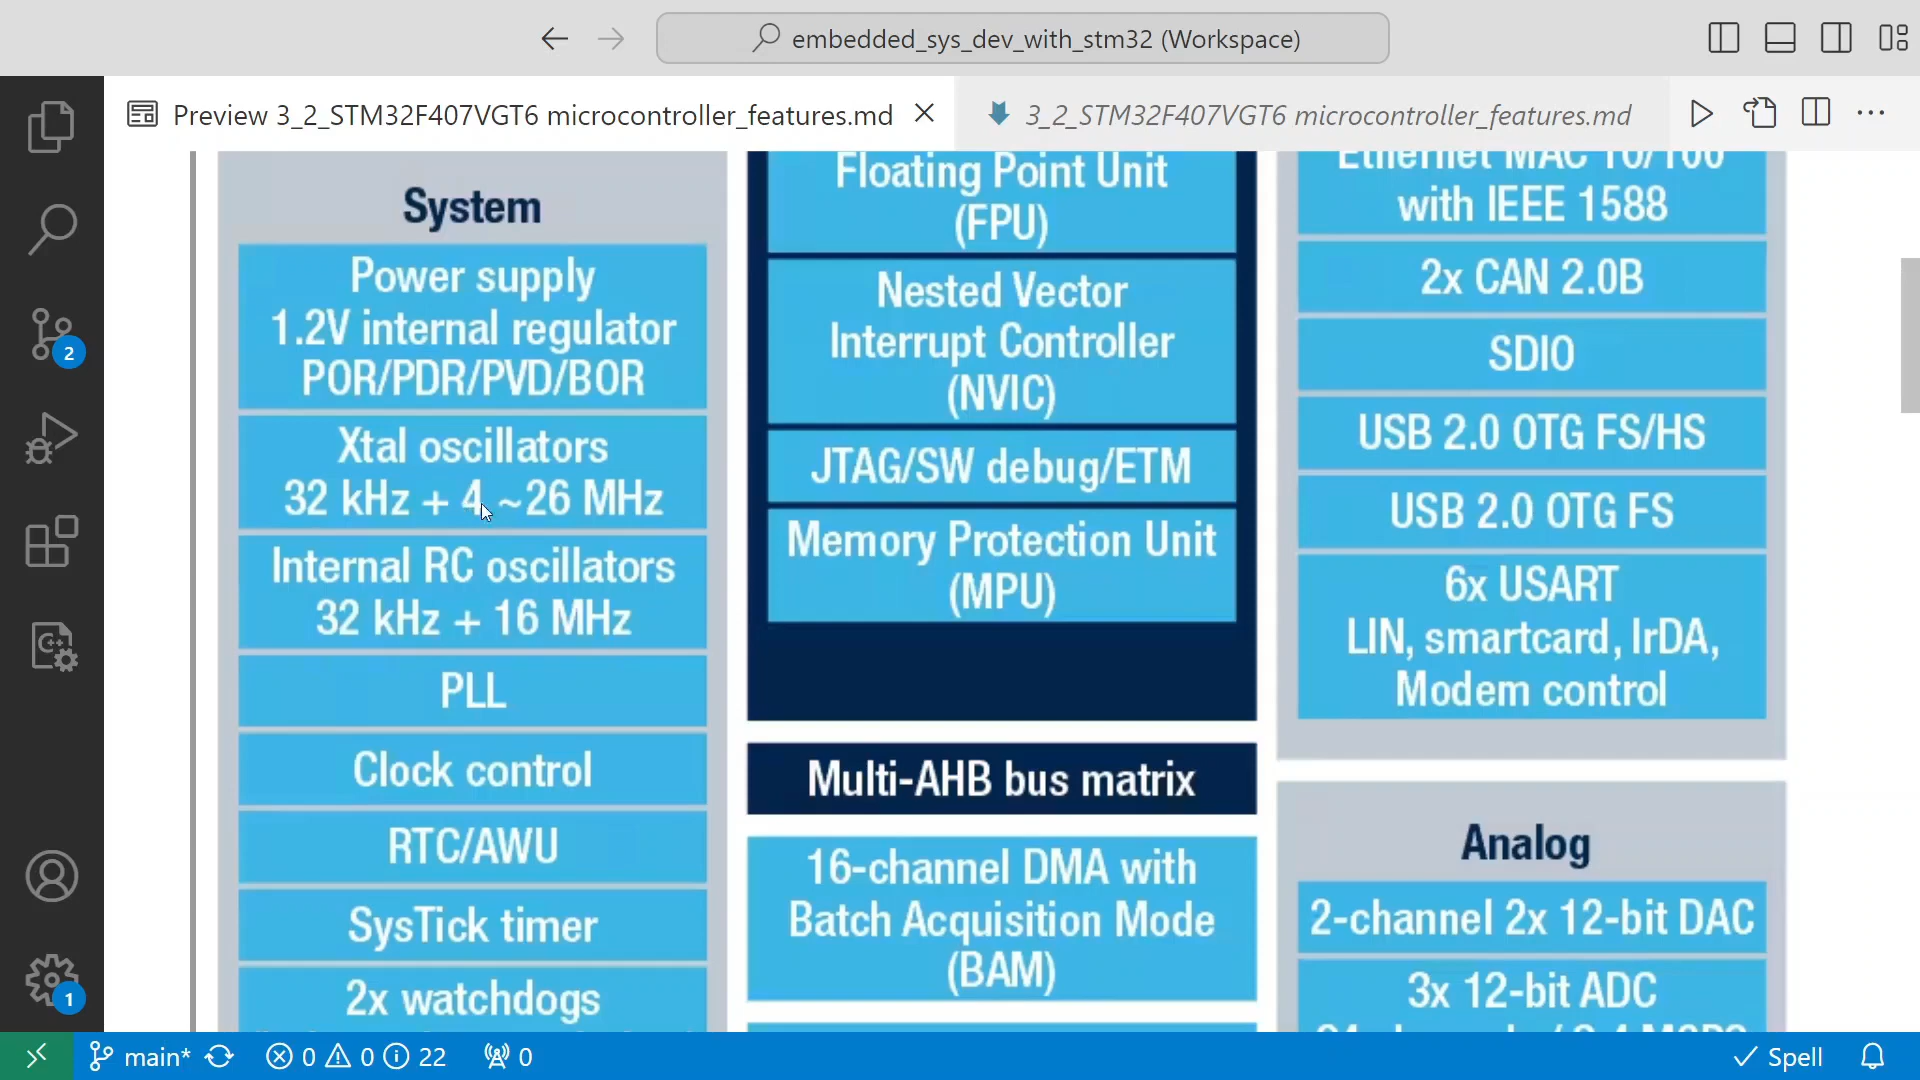 embedded_sys_dev_with_stm32 (Workspace)
Preview 3_2_STM32F407VGT6 microcontroller_features.md
3_2_STM32F407VGT6 microcontroller_features.md
2
1
System
Power supply
1.2V internal regulator
POR/PDR/PVD/BOR
Xtal oscillators
32 kHz + 4 ~26 MHz
Internal RC oscillators
32 kHz + 16 MHz
PLL
Clock control
RTC/AWU
SysTick timer
2x watchdogs
Floating Point Unit
(FPU)
Nested Vector
Interrupt Controller
(NVIC)
JTAG/SW debug/ETM
Memory Protection Unit
(MPU)
Multi-AHB bus matrix
16-channel DMA with
Batch Acquisition Mode
(BAM)
Ethernet MAC 10/100
with IEEE 1588
2x CAN 2.0B
SDIO
USB 2.0 OTG FS/HS
USB 2.0 OTG FS
6x USART
LIN, smartcard, IrDA,
Modem control
Analog
2-channel 2x 12-bit DAC
3x 12-bit ADC
main* 0 0 22 0 Spell